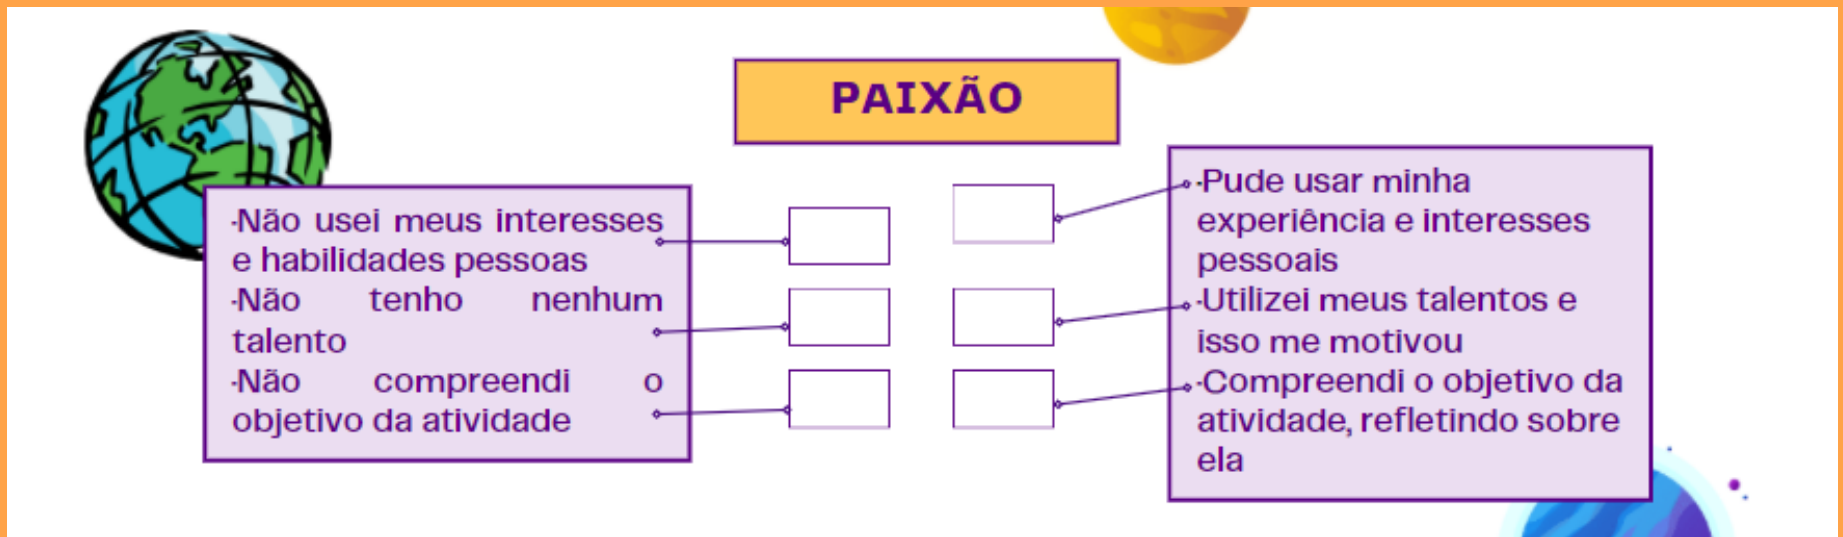 PAIXÃO
·Não usei meus interesses
e habilidades pessoas
·Não tenho nenhum
talento
·Não compreendi o
objetivo da atividade
·Pude usar minha
experiência e interesses
pessoais
·Utilizei meus talentos e
isso me motivou
·Compreendi o objetivo da
atividade, refletindo sobre
ela